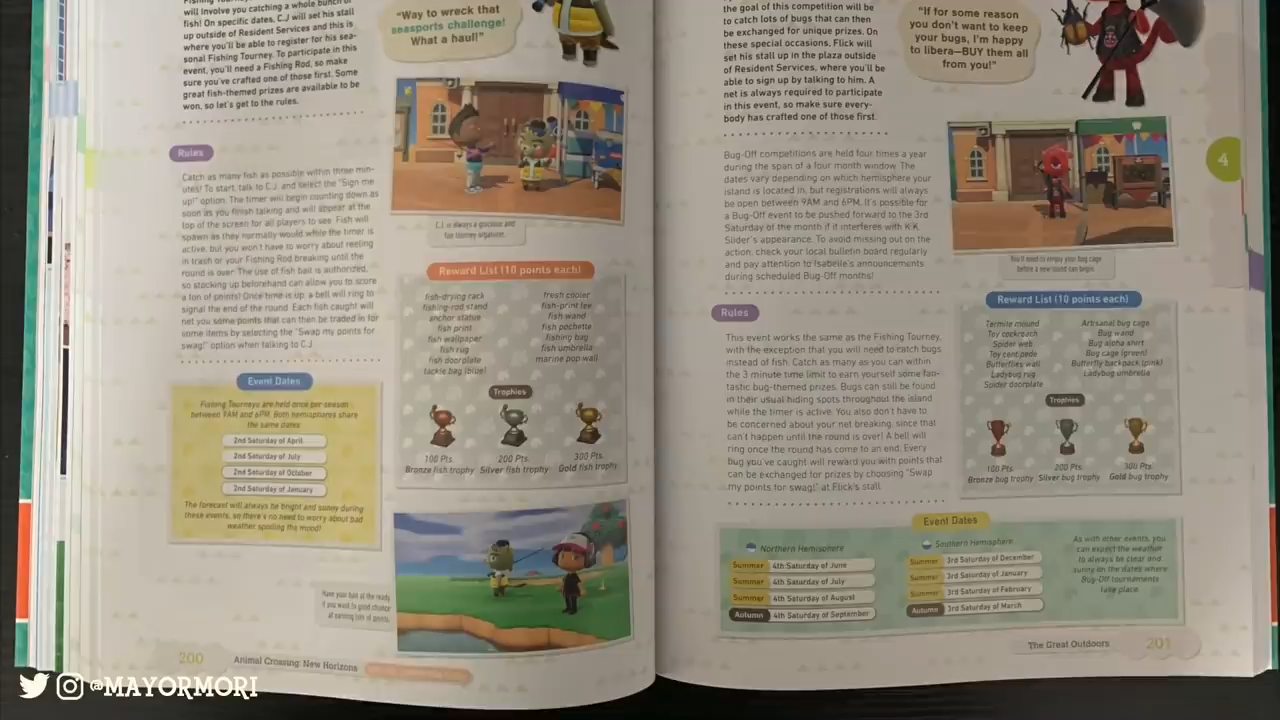 will involve you catching a whole bunch of
fish! On specific dates, C.J will set his stall
up outside of Resident Services and this is
where you'll be able to register for his sea-
sonal Fishing Tourney. To participate in this
event, you'll need a Fishing Rod, so make
sure you've crafted one of those first. Some
great fish-themed prizes are available to be
won, so let's get to the rules.
"Way to wreck that
seasports challenge!
What a haul!"
Rules
Catch as many fish as possible within three min-
utes! To start, talk to C.J. and select the "Sign me
up!" option. The timer will begin counting down as
soon as you finish talking and will appear at the
top of the screen for all players to see. Fish will
spawn as they normally would while the timer is
active, but you won't have to worry about reeling
in trash or your Fishing Rod breaking until the
round is over. The use of fish bait is authorized,
so stocking up beforehand can allow you to score
a ton of points! Once time is up, a bell will ring to
signal the end of the round. Each fish caught will
net you some points that can then be traded in for
some items by selecting the "Swap my points for
swag!" option when talking to C.J.
C.J. is always a gracious and
fair tourney organizer.
Reward List (10 points each)
fish-drying rack
fishing-rod stand
anchor statue
fish print
fish wallpaper
fish rug
fish doorplate
tackle bag (blue)
fresh cooler
fish-print tee
fish wand
fish pochette
fishing bug
fish umbrella
marine pop wall
Trophies
100 Pts.
Bronze fish trophy
200 Pts.
Silver fish trophy
300 Pts.
Gold fish trophy
Event Dates
Fishing Tourneys are held once per season
between 9AM and 6PM. Both hemispheres share
the same dates:
2nd Saturday of April
2nd Saturday of July
2nd Saturday of October
2nd Saturday of January
The forecast will always be bright and sunny during
these events, so there's no need to worry about bad
weather spoiling the mood!
Have your bait at the ready
if you want to good chance
at earning tons of points.
200
Animal Crossing: New Horizons
the goal of this competition will be
to catch lots of bugs that can then
be exchanged for unique prizes. On
these special occasions, Flick will
set his stall up in the plaza outside
of Resident Services, where you'll be
able to sign up by talking to him. A
net is always required to participate
in this event, so make sure every-
body has crafted one of those first.
"If for some reason
you don't want to keep
your bugs, I'm happy
to libera—BUY them all
from you!"
4
Bug-Off competitions are held four times a year
during the span of a four month window. The
dates vary depending on which hemisphere your
island is located in, but registrations will always
be open between 9AM and 6PM. It's possible for
a Bug-Off event to be pushed forward to the 3rd
Saturday of the month if it interferes with K.K.
Slider's appearance. To avoid missing out on the
action, check your local bulletin board regularly
and pay attention to Isabelle's announcements
during scheduled Bug-Off months!
You'll need to empty your bug cage
before a new round can begin.
Rules
This event works the same as the Fishing Tourney,
with the exception that you will need to catch bugs
instead of fish. Catch as many as you can within
the 3 minute time limit to earn yourself some fan-
tastic bug-themed prizes. Bugs can still be found
in their usual hiding spots throughout the island
while the timer is active. You also don't have to
be concerned about your net breaking, since that
can't happen until the round is over! A bell will
ring once the round has come to an end. Every
bug you've caught will reward you with points that
can be exchanged for prizes by choosing "Swap
my points for swag!" at Flick's stall.
Reward List (10 points each)
Termite mound
Toy cockroach
Spider web
Toy centipede
Butterflies wall
Ladybug rug
Spider doorplate
Artisanal bug cage
Bug wand
Bug aloha shirt
Bug cage (green)
Butterfly backpack (pink)
Ladybug umbrella
Trophies
100 Pts.
Bronze bug trophy
200 Pts.
Silver bug trophy
300 Pts.
Gold bug trophy
Event Dates
Northern Hemisphere
Summer 4th Saturday of June
Summer 4th Saturday of July
Summer 4th Saturday of August
Autumn 4th Saturday of September
Southern Hemisphere
Summer 3rd Saturday of December
Summer 3rd Saturday of January
Summer 3rd Saturday of February
Autumn 3rd Saturday of March
As with other events, you
can expect the weather
to always be clear and
sunny on the dates where
Bug-Off tournaments
take place.
The Great Outdoors
201
@MAYORMORI